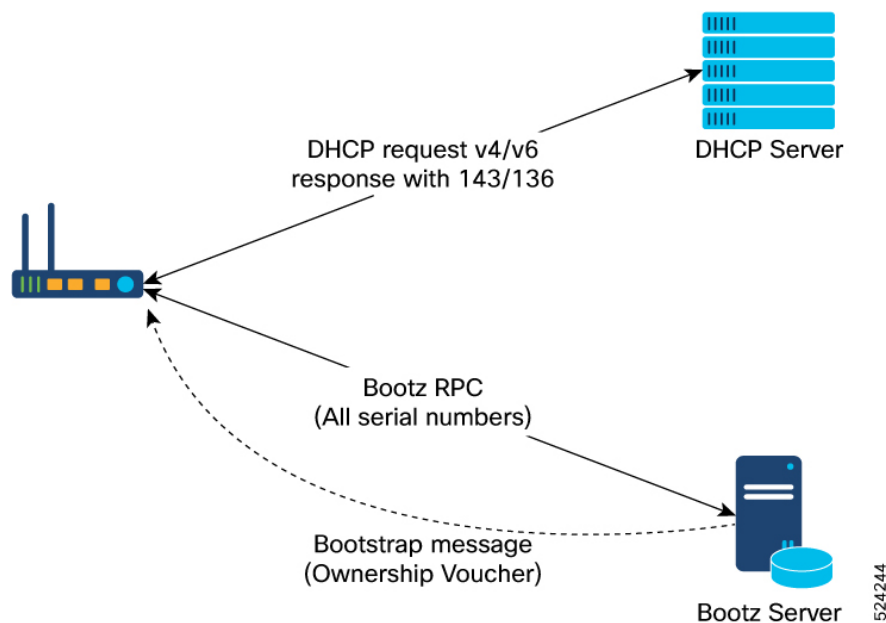 DHCP request v4/v6
response with 143/136
DHCP Server
Bootz RPC
(All serial numbers)
Bootstrap message
(Ownership Voucher)
Bootz Server
524244